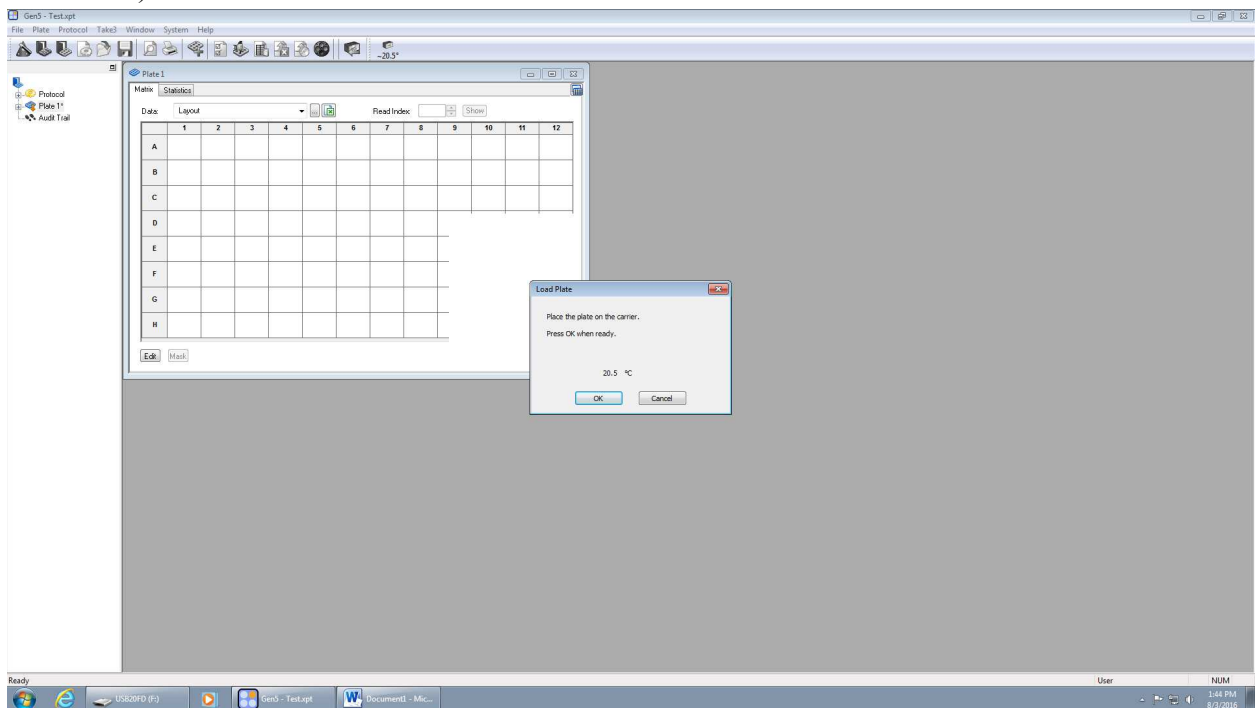 Gen5 - Test.xpt
File Plate Protocol Take3 Window System Help
~20.5°
Protocol
Plate 1*
Audit Trail
Plate 1
Matrix Statistics
Data: Layout Read Index: Show
1 2 3 4 5 6 7 8 9 10 11 12
A
B
C
D
E
F
G
H
Edit Mask
Load Plate
Place the plate on the carrier.
Press OK when ready.
20.5 °C
OK Cancel
Ready User NUM
USB20FD (F:) Gen5 - Test.xpt Document1 - Mic... 1:44 PM
8/3/2016